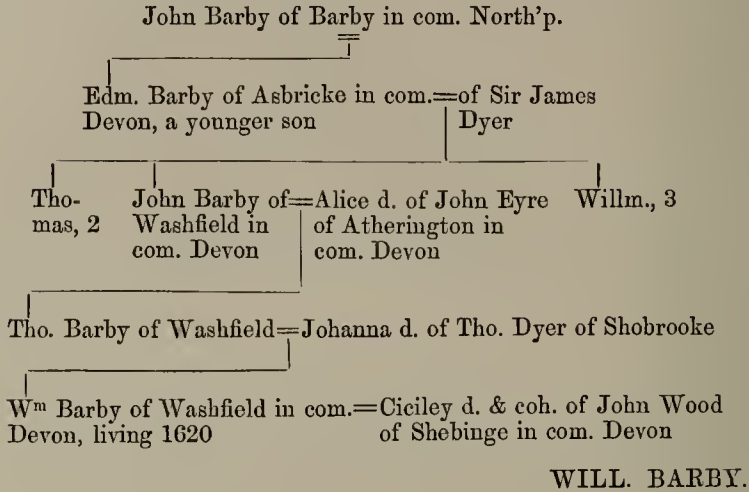 John Barby of Barby in com. North'p.
Edm. Barby of Asbricke in com.=of Sir James
Devon, a younger son Dyer
Tho- John Barby of=Alice d. of John Eyre Willm., 3
mas, 2 Washfield in of Atherington in
com. Devon com. Devon
Tho. Barby of Washfield=Johanna d. of Tho. Dyer of Shobrooke
Wᵐ Barby of Washfield in com.=Ciciley d. & coh. of John Wood
Devon, living 1620 of Shebinge in com. Devon
WILL. BARBY.